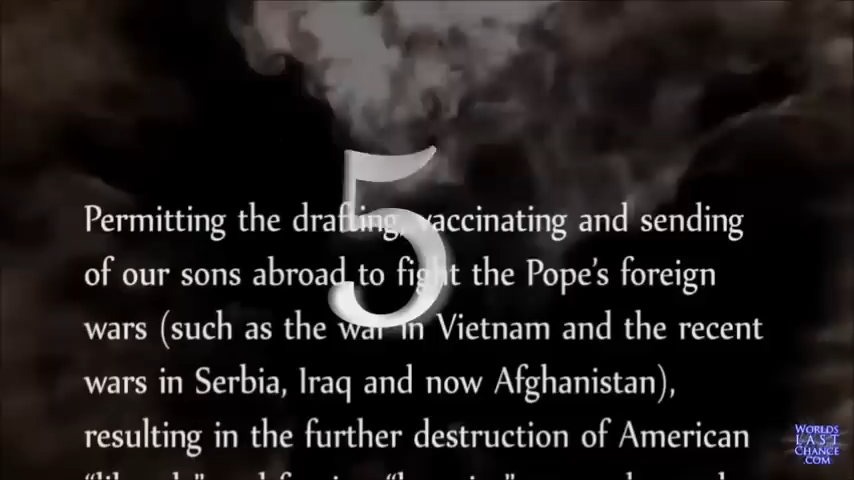 5
Permitting the drafting, vaccinating and sending
of our sons abroad to fight the Pope's foreign
wars (such as the war in Vietnam and the recent
wars in Serbia, Iraq and now Afghanistan),
resulting in the further destruction of American
WORLDS
LAST
CHANCE
.COM